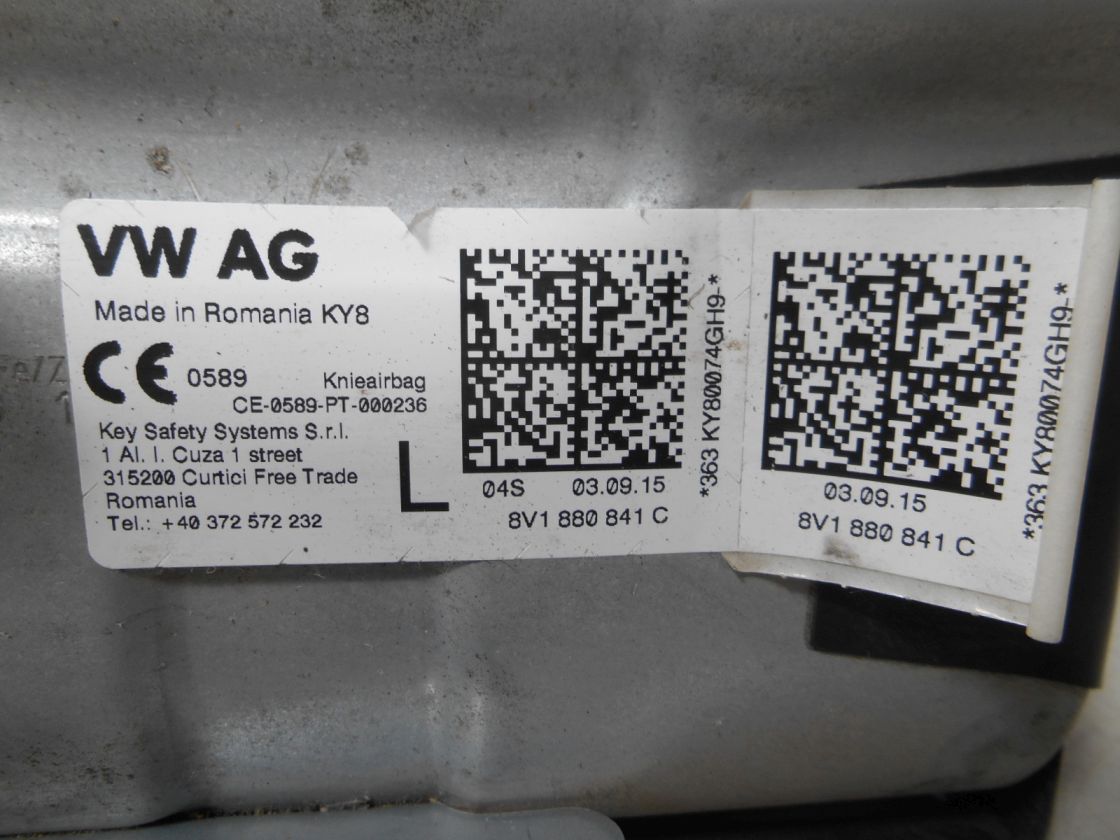 VW AG
Made in Romania KY8
CE 0589 Knieairbag
CE-0589-PT-000236
Key Safety Systems S.r.l.
1 Al. I. Cuza 1 street
315200 Curtici Free Trade
Romania
Tel.: +40 372 572 232
L
04S 03.09.15
8V1 880 841 C
*363 KY80074GH9-*
03.09.15
8V1 880 841 C
*363 KY80074GH9-*